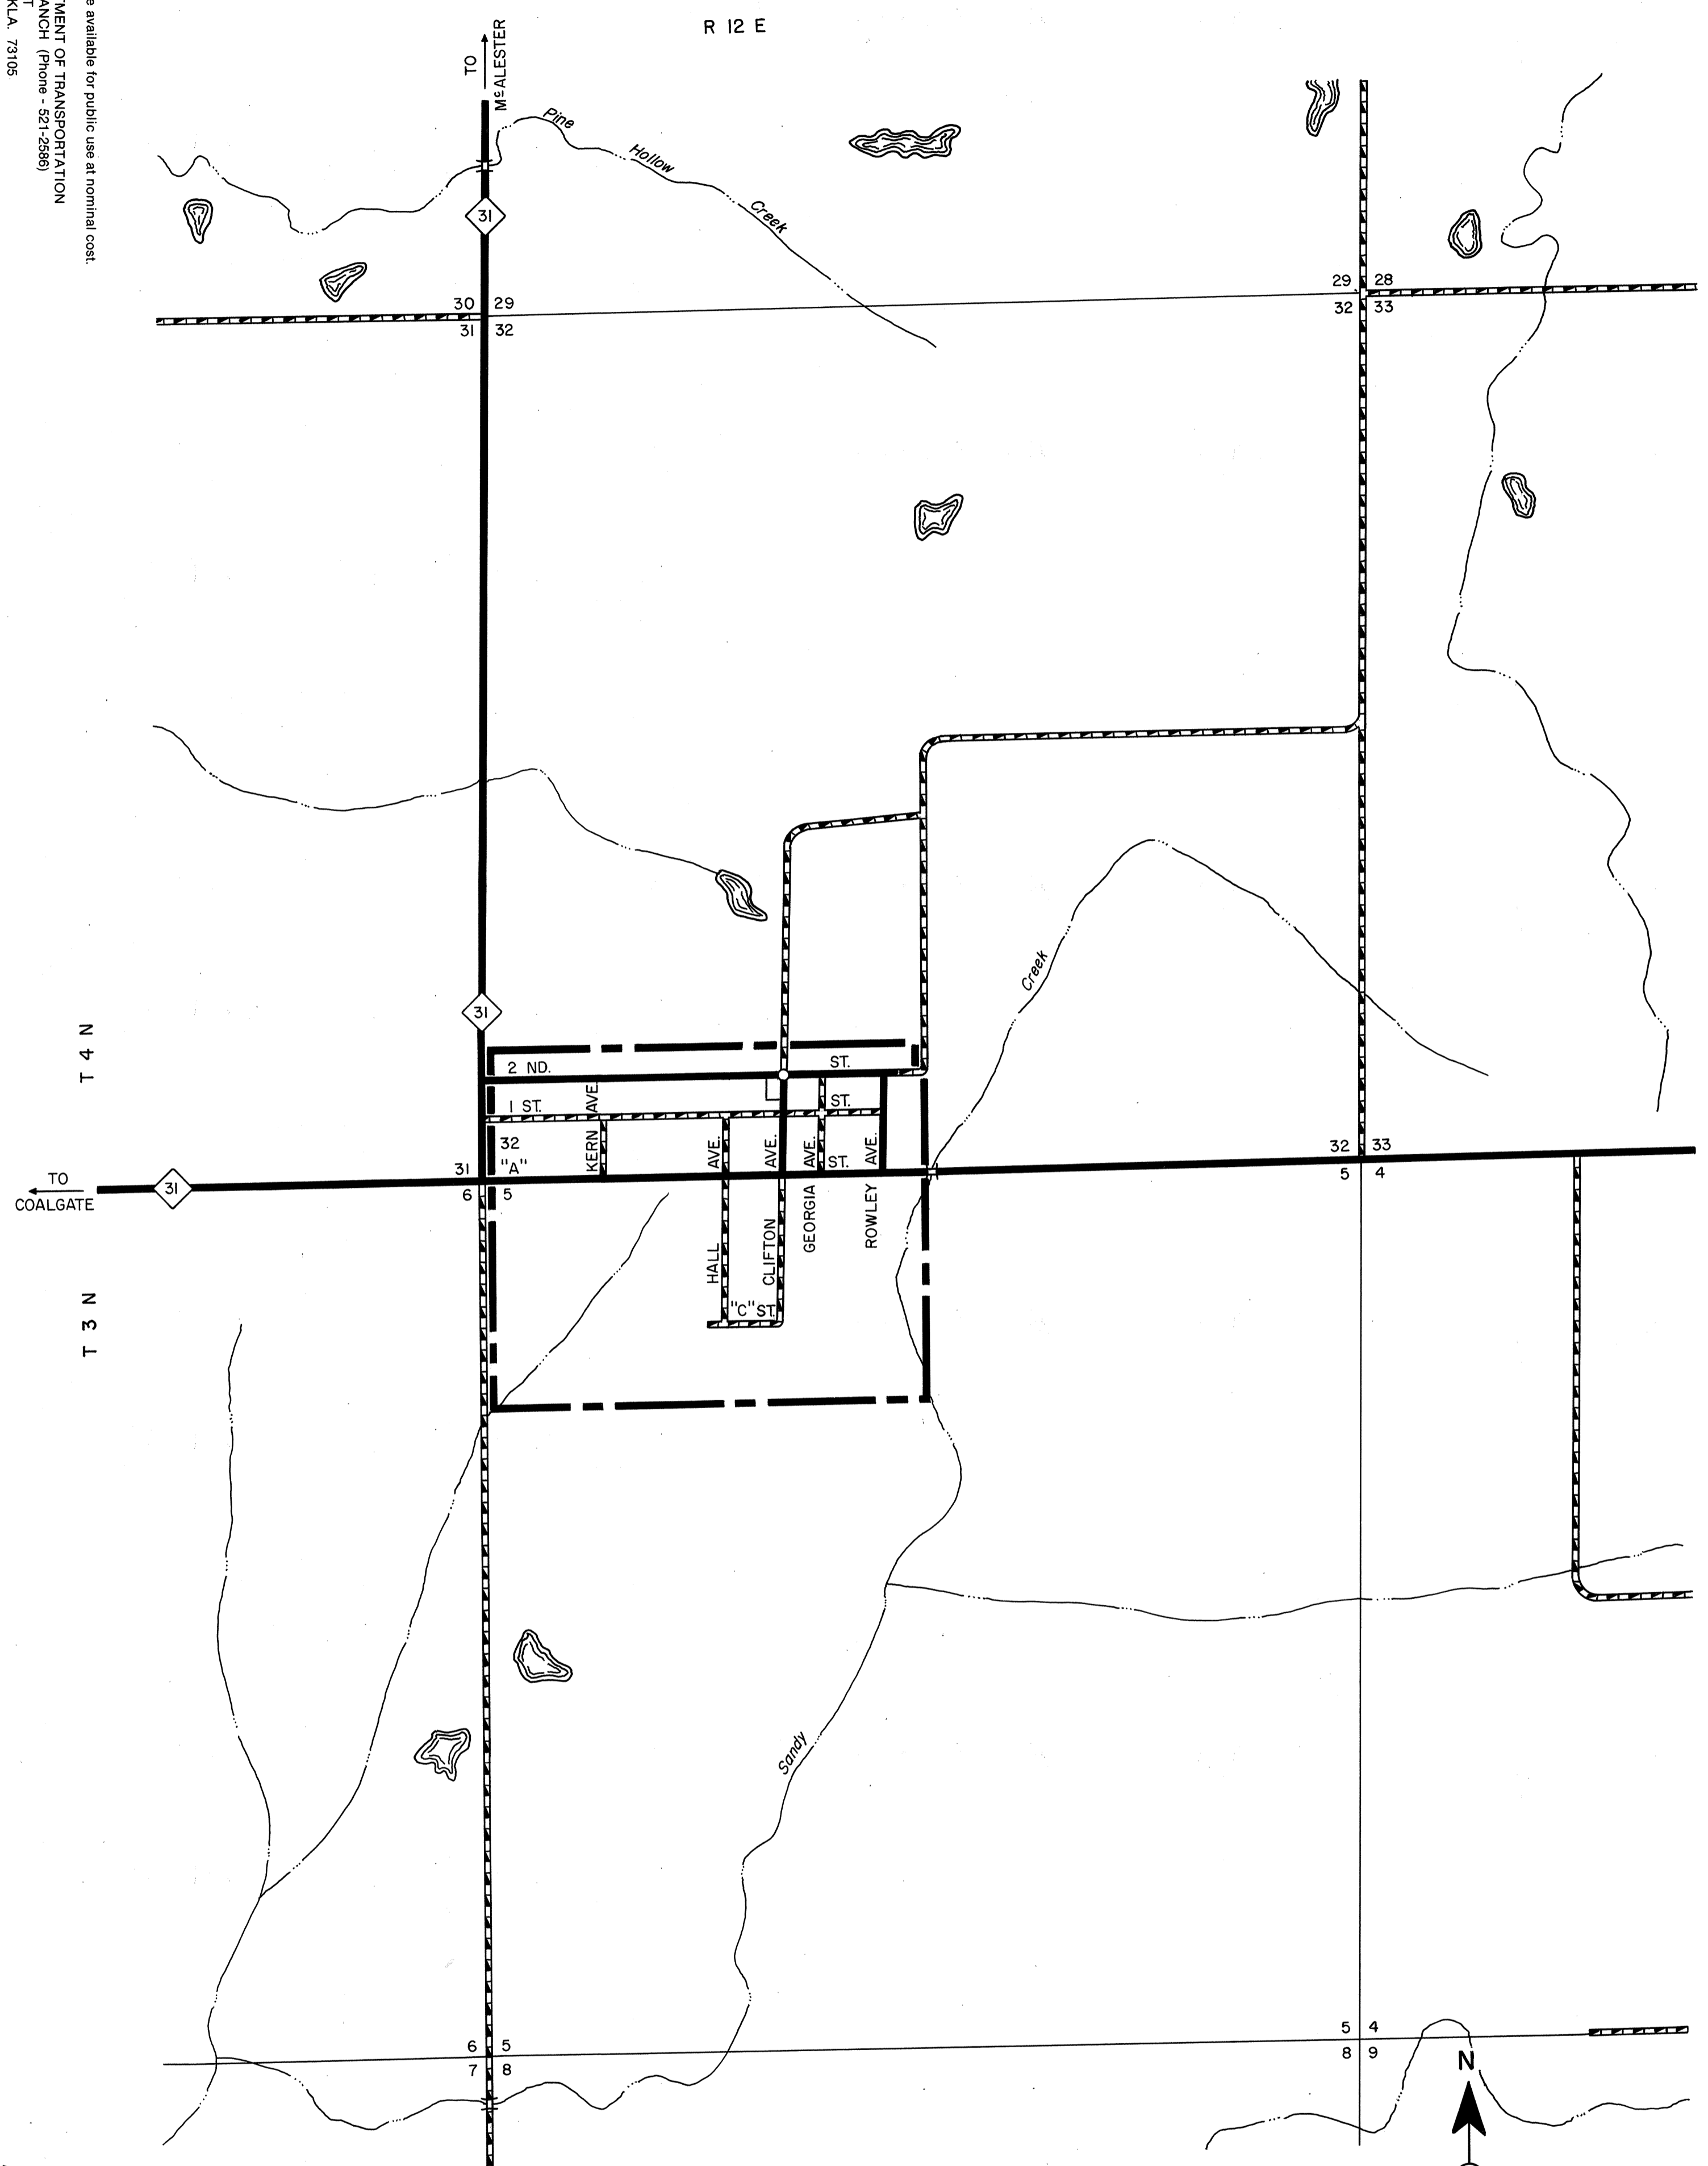 R 12 E
e available for public use at nominal cost.
TMENT OF TRANSPORTATION
ANCH (Phone - 521-2586)
T
KLA. 73105
TO
McALESTER
Pine
Hollow
Creek
31
30 29
31 32
29 28
32 33
T 4 N
Creek
31
2 ND. ST.
1 ST. ST.
KERN AVE.
32
"A" ST.
31
AVE.
AVE.
AVE.
AVE.
32 33
5 4
TO
COALGATE
31
6 5
HALL
CLIFTON
GEORGIA
ROWLEY
"C" ST.
T 3 N
Sandy
6 5
7 8
5 4
8 9
N